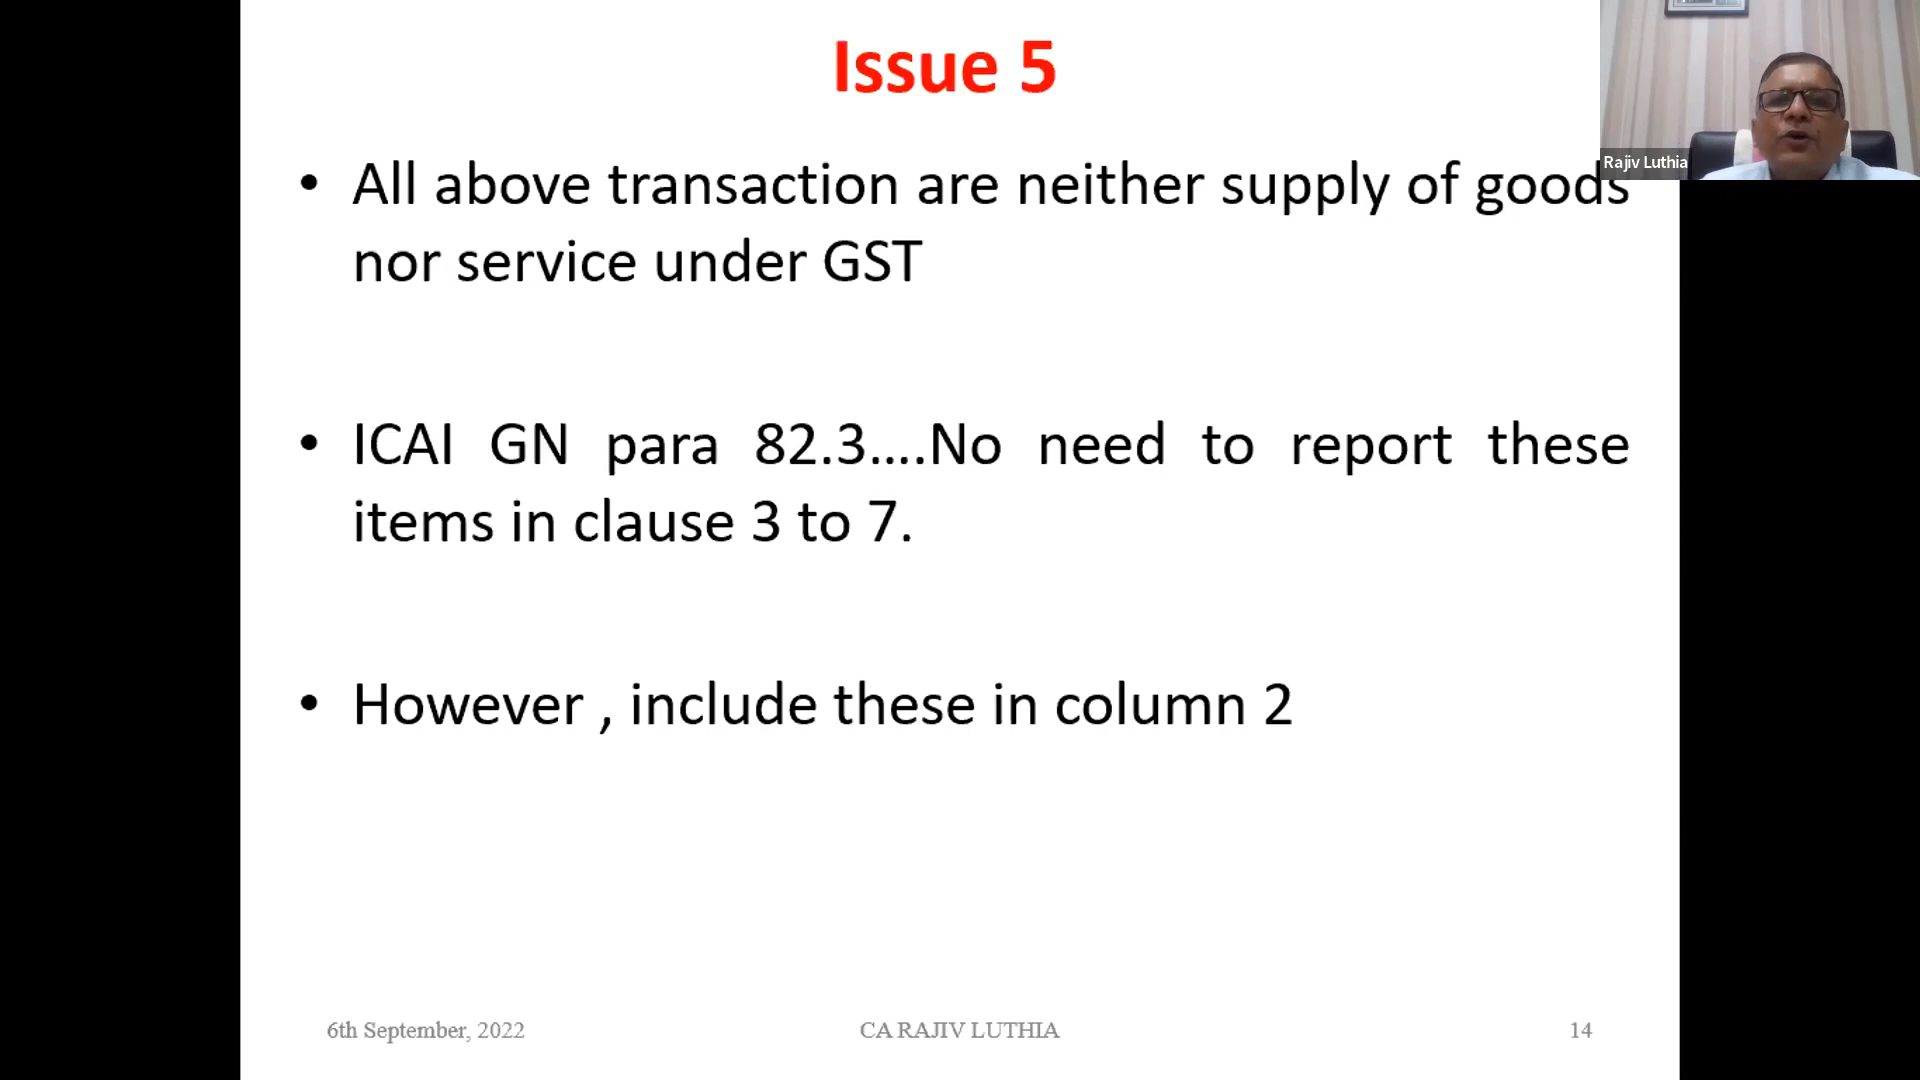 Issue 5
Rajiv Luthia
• All above transaction are neither supply of goods
nor service under GST
• ICAI GN para 82.3....No need to report these
items in clause 3 to 7.
• However , include these in column 2
6th September, 2022 CA RAJIV LUTHIA 14